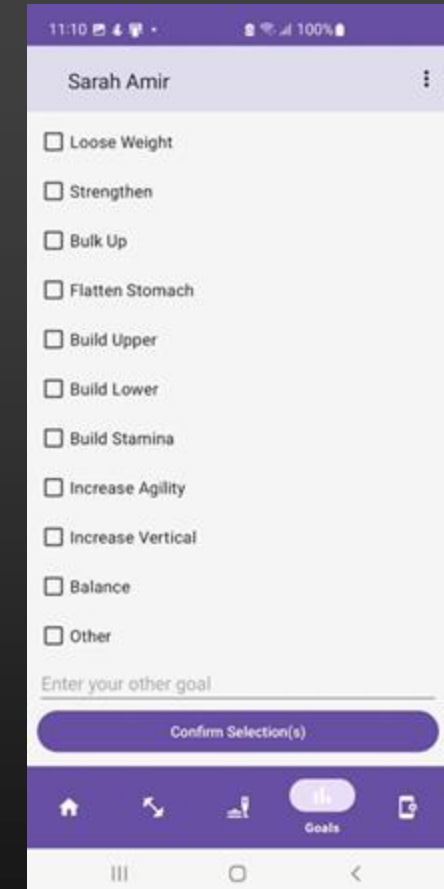 11:10 100%
Sarah Amir
Loose Weight
Strengthen
Bulk Up
Flatten Stomach
Build Upper
Build Lower
Build Stamina
Increase Agility
Increase Vertical
Balance
Other
Enter your other goal
Confirm Selection(s)
Goals